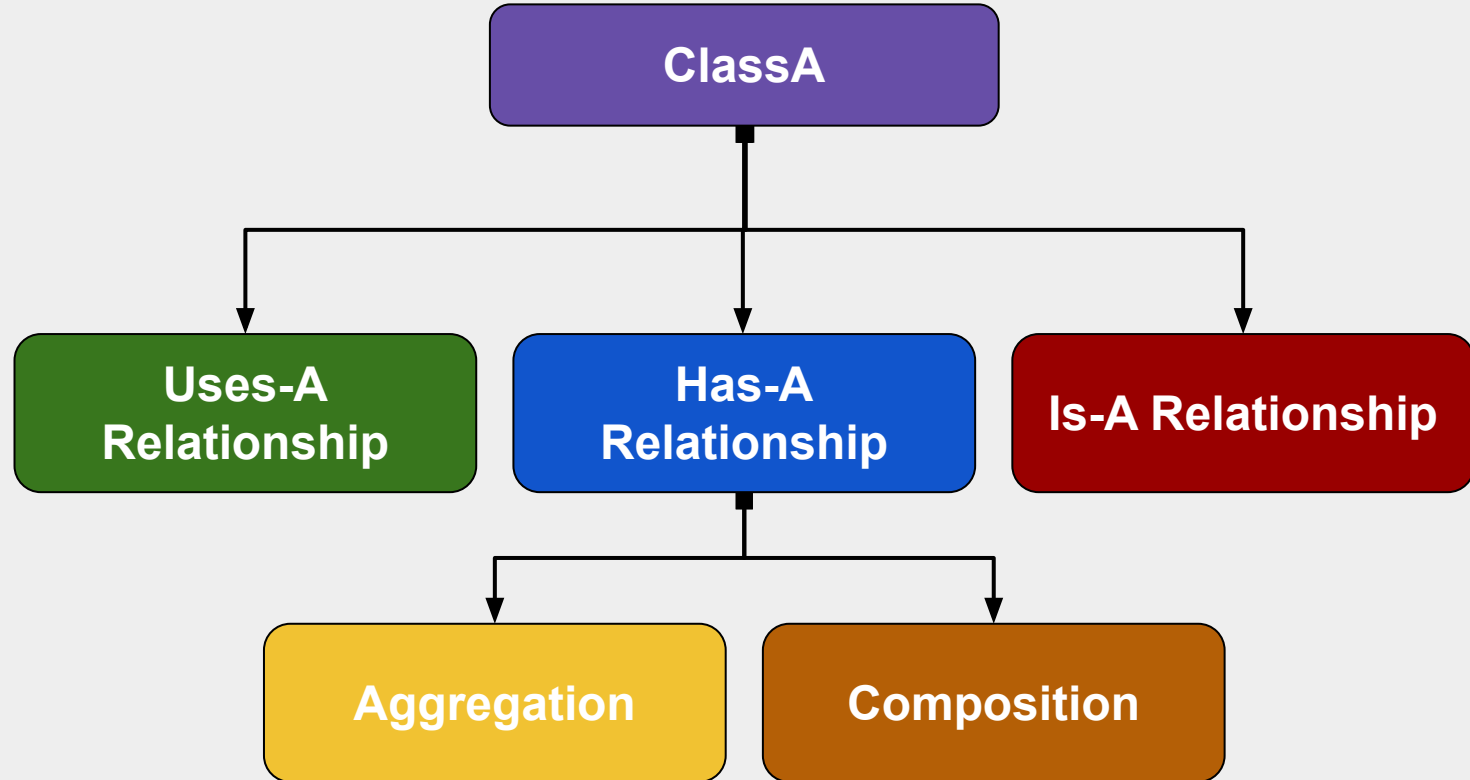 ClassA
Uses-A
Relationship
Has-A
Relationship
Is-A Relationship
Aggregation
Composition